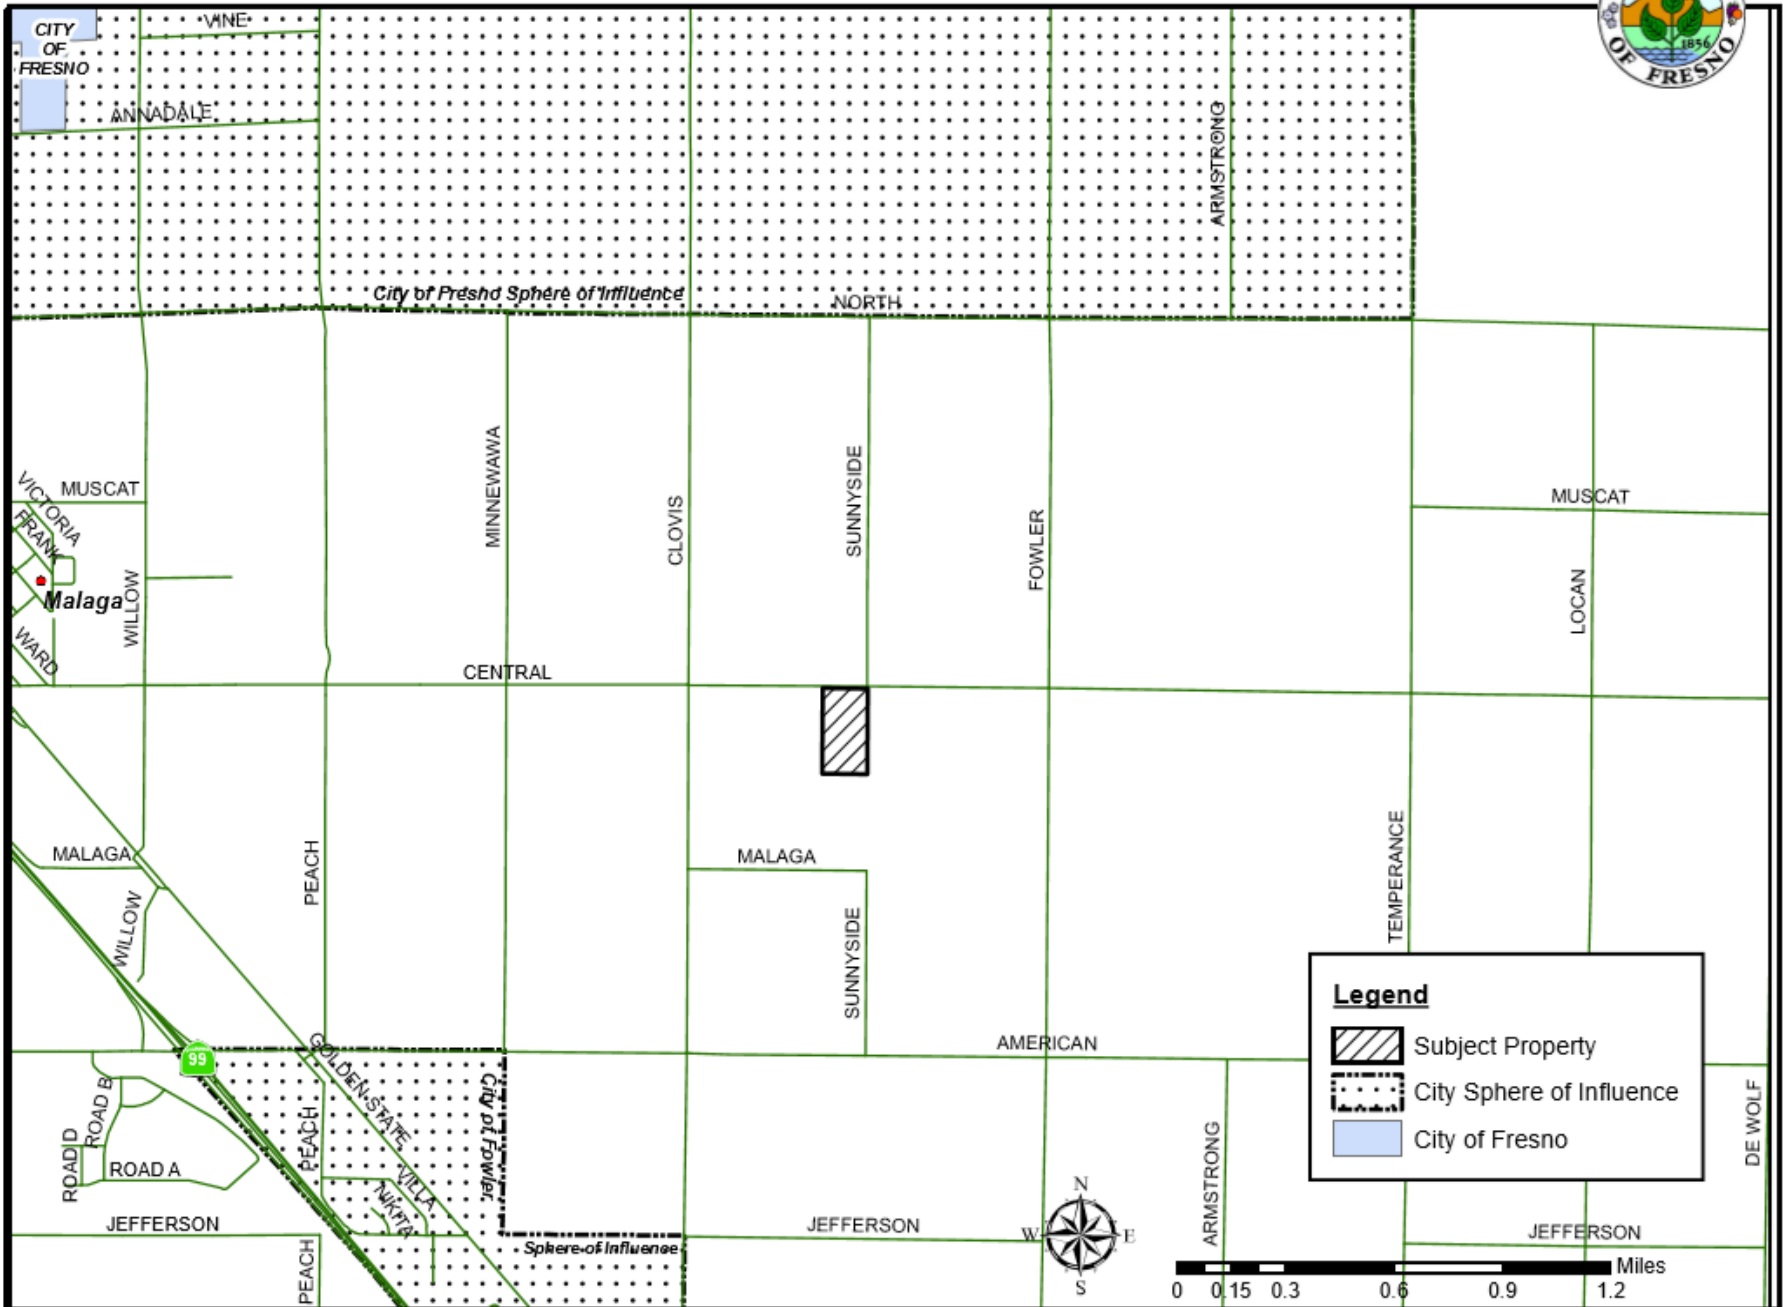 1856
OF FRESNO
CITY
OF
FRESNO
VINE
ANNADALE
ARMSTRONG
City of Fresno Sphere of Influence
NORTH
MINNEWAWA
CLOVIS
SUNNYSIDE
FOWLER
MUSCAT
VICTORIA
FRANK
MUSCAT
Malaga
WILLOW
LOCAN
WARD
CENTRAL
MALAGA
PEACH
MALAGA
TEMPERANCE
WILLOW
SUNNYSIDE
AMERICAN
99
GOLDEN STATE
City of Fowler
ROAD B
PEACH
ROAD D
ROAD A
VILLA
NIKITA
JEFFERSON
PEACH
Sphere of Influence
JEFFERSON
ARMSTRONG
JEFFERSON
DE WOLF
Legend
Subject Property
City Sphere of Influence
City of Fresno
N
W
E
S
Miles
0 0.15 0.3 0.6 0.9 1.2